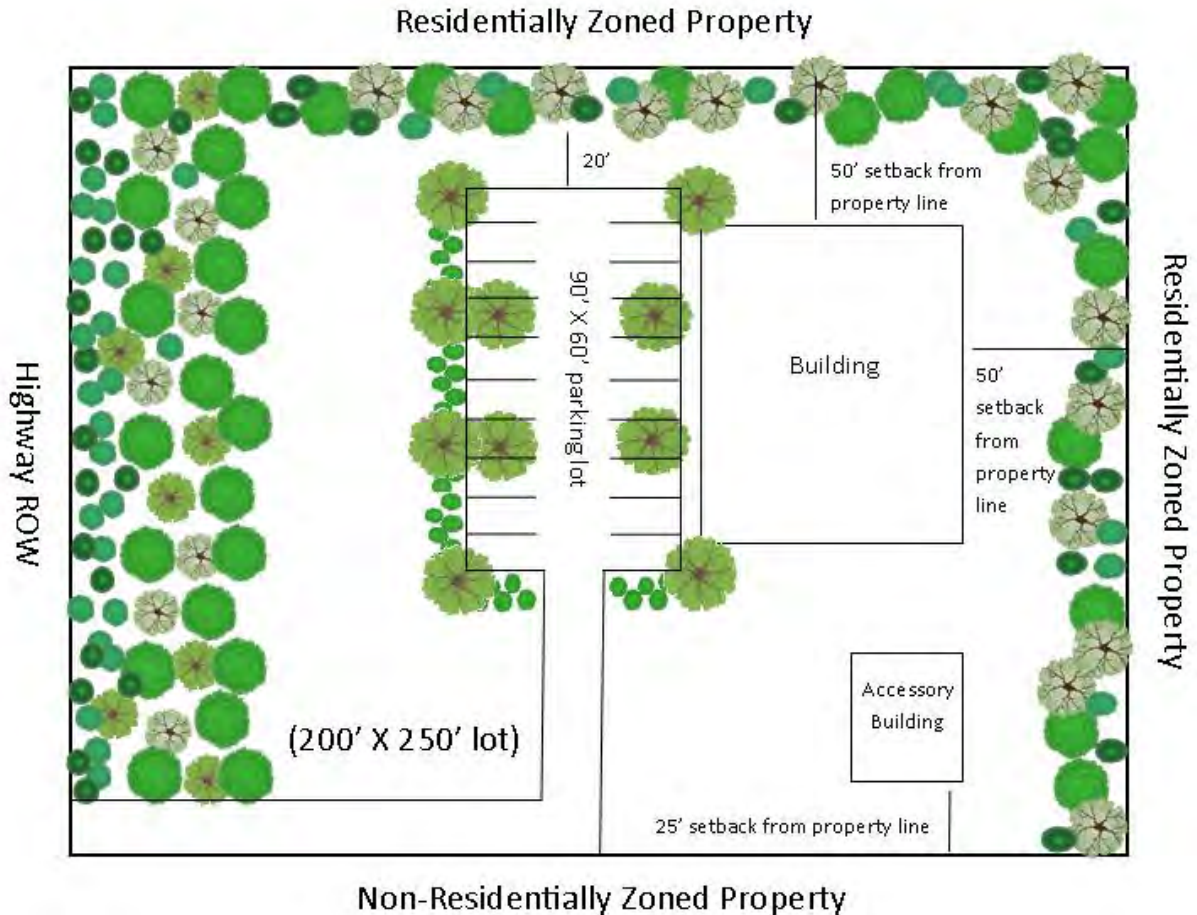 Residentially Zoned Property
20'
50' setback from
property line
90' X 60' parking lot
Building
50'
setback
from
property
line
Highway ROW
Residentially Zoned Property
Accessory
Building
(200' X 250' lot)
25' setback from property line
Non-Residentially Zoned Property